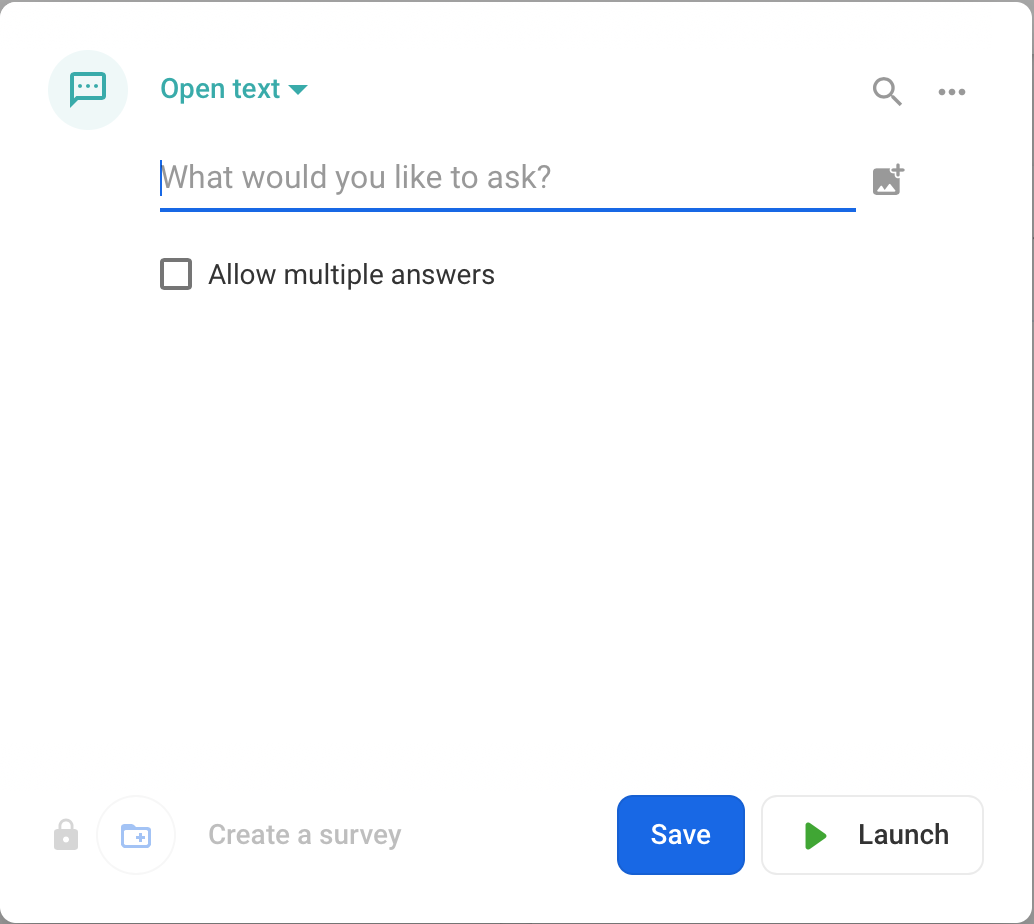 Open text
What would you like to ask?
Allow multiple answers
Create a survey
Save
Launch